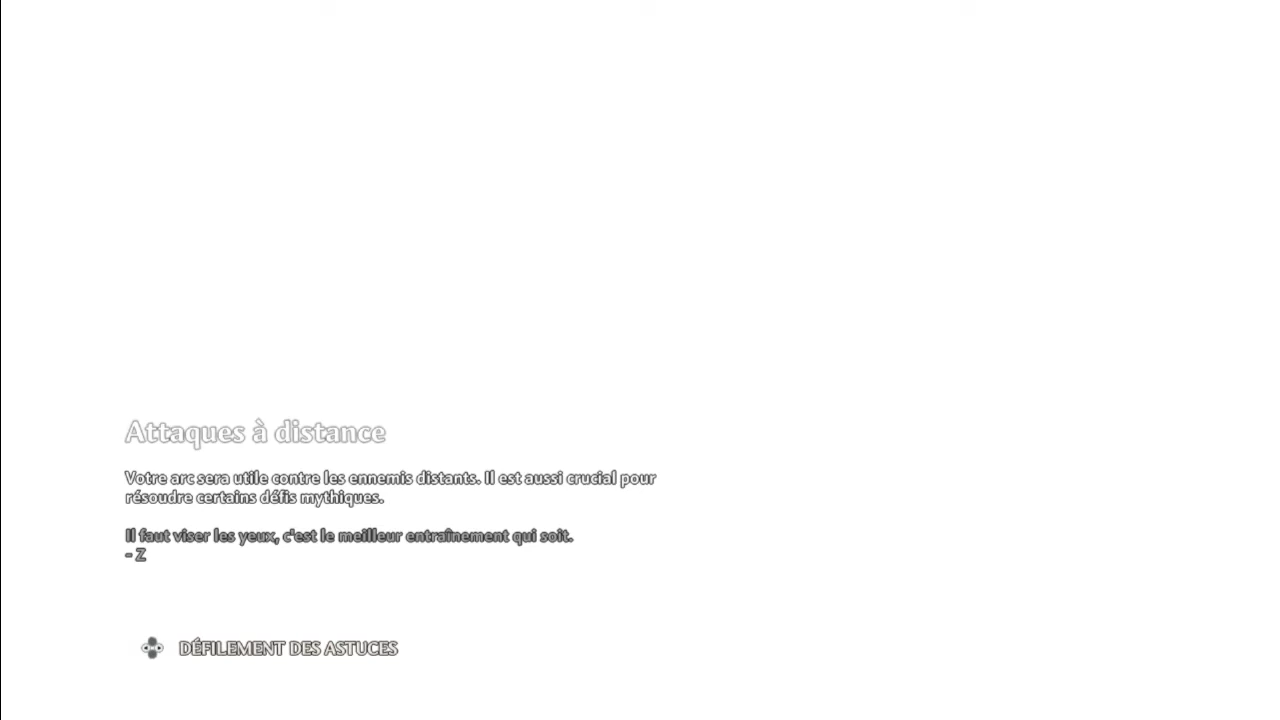 Attaques à distance
Votre arc sera utile contre les ennemis distants. Il est aussi crucial pour
résoudre certains défis mythiques.
Il faut viser les yeux, c'est le meilleur entraînement qui soit.
- Z
DÉFILEMENT DES ASTUCES